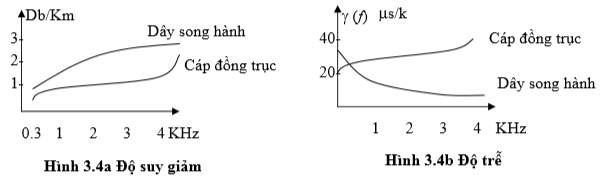 Db/Km
3
2
1
Dây song hành
Cáp đồng trục
0.3 1 2 3 4 KHz
Hình 3.4a Độ suy giảm
γ (f) μs/k
40
20
Cáp đồng trục
Dây song hành
1 2 3 4 KHz
Hình 3.4b Độ trễ